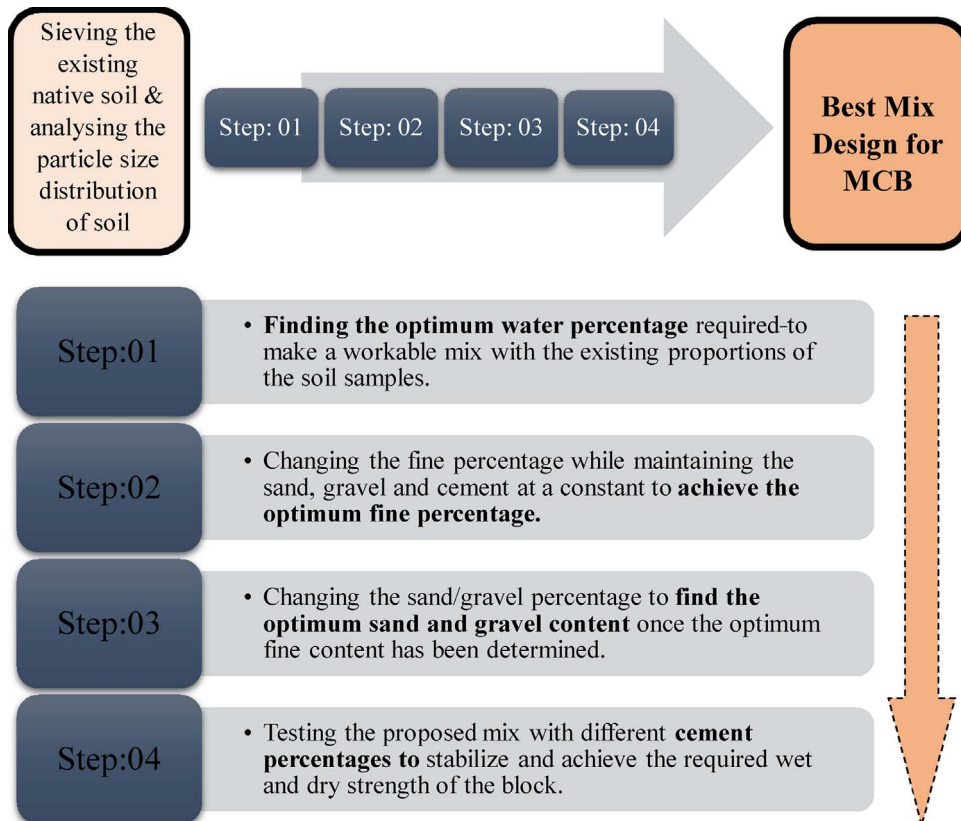 Sieving the
existing
native soil &
analysing the
particle size
distribution
of soil
Step: 01
Step: 02
Step: 03
Step: 04
Best Mix
Design for
MCB
Step:01
• Finding the optimum water percentage required-to
make a workable mix with the existing proportions of
the soil samples.
Step:02
• Changing the fine percentage while maintaining the
sand, gravel and cement at a constant to achieve the
optimum fine percentage.
Step:03
• Changing the sand/gravel percentage to find the
optimum sand and gravel content once the optimum
fine content has been determined.
Step:04
• Testing the proposed mix with different cement
percentages to stabilize and achieve the required wet
and dry strength of the block.